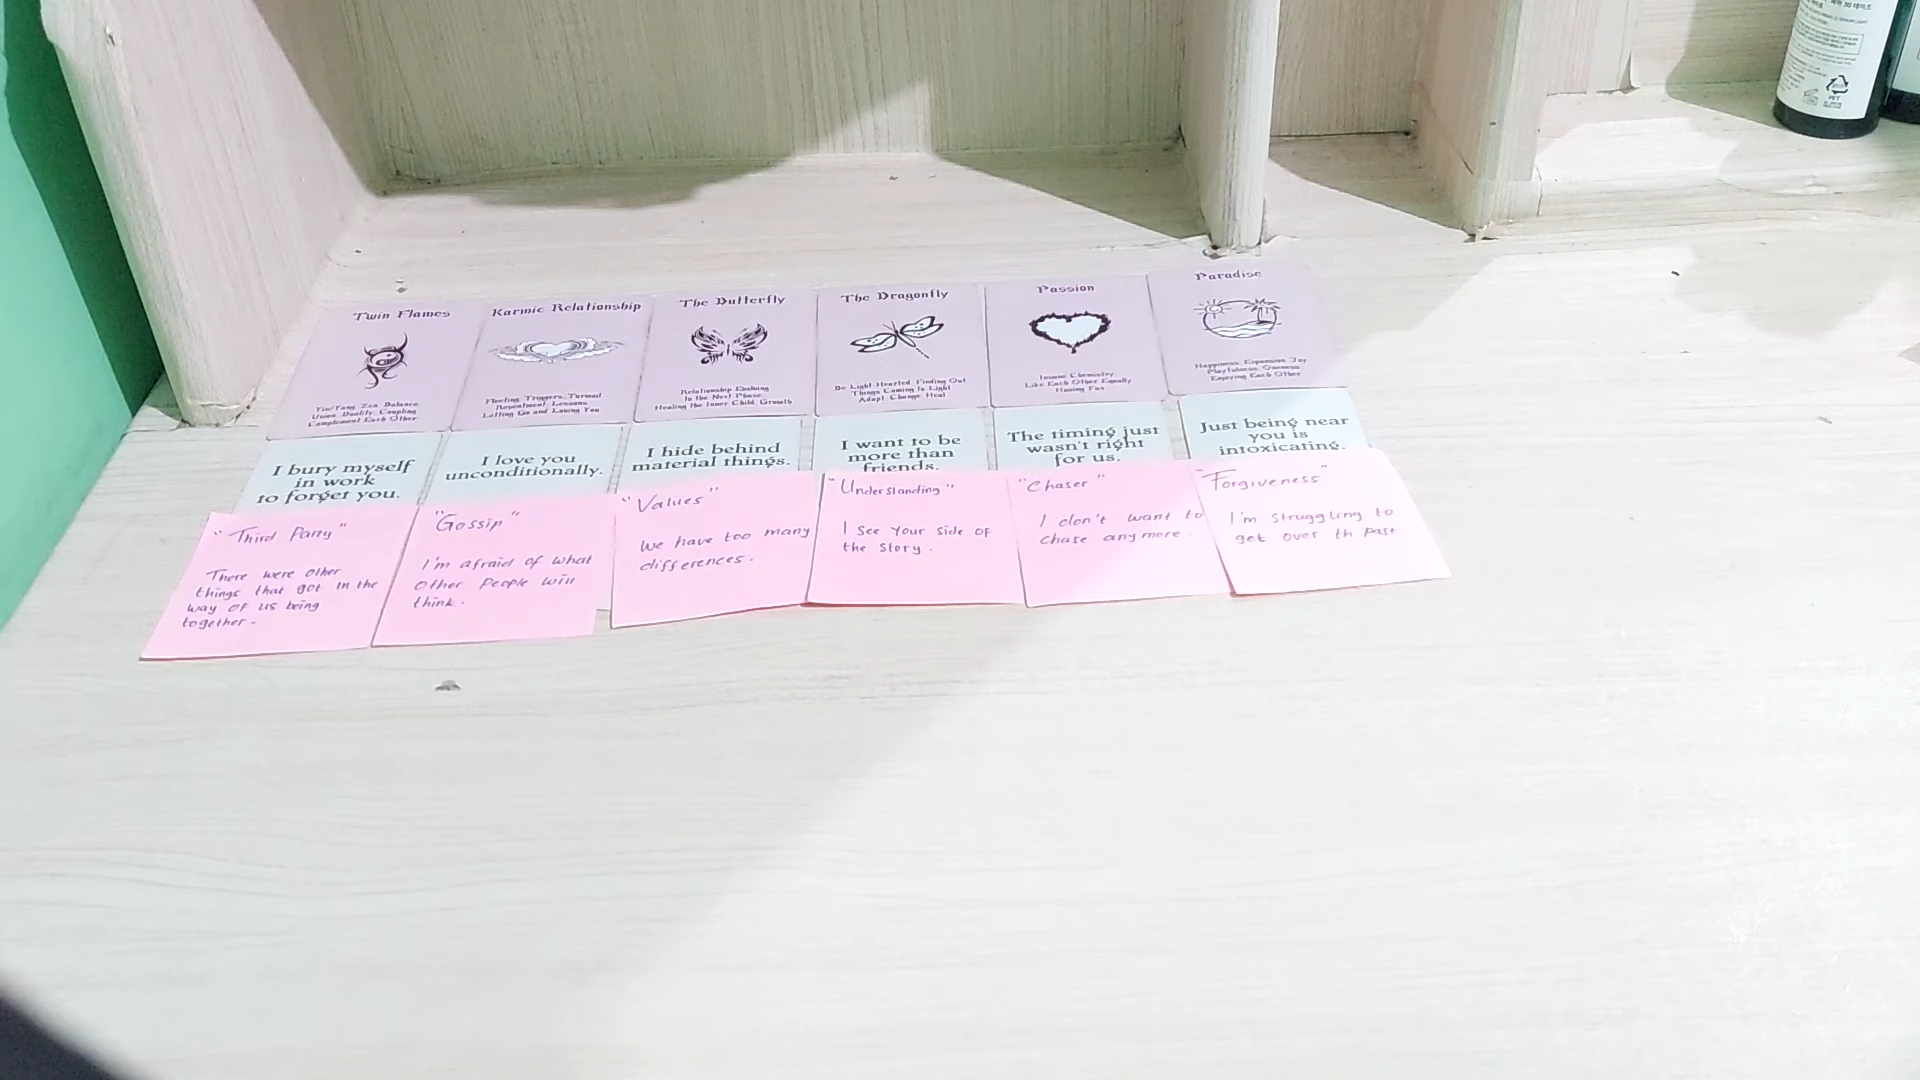 Twin Flames
Yin/Yang, Zen, Balance
Union, Duality, Coupling
Complement Each Other
Karmic Relationship
Fleeting, Triggers, Turmoil
Resentment, Lessons
Letting Go and Loving You
The Butterfly
Relationship Evolving
to the Next Phase.
Healing the Inner Child, Growth
The Dragonfly
Be Light-Hearted, Finding Out
Things, Coming to Light
Adapt, Change, Heal
Passion
Insane Chemistry,
Like Each Other Equally
Having Fun
Paradise
Happiness, Expansion, Joy
Playfulness, Oneness
Enjoying Each Other
I bury myself
in work
to forget you.
I love you
unconditionally.
I hide behind
material things.
I want to be
more than
friends.
The timing just
wasn't right
for us.
Just being near
you is
intoxicating.
"Third Party"
There were other
things that got in the
way of us being
together.
"Gossip"
I'm afraid of what
other people will
think.
"Values"
We have too many
differences.
"Understanding"
I see your side of
the story.
"Chaser"
I don't want to
chase anymore.
"Forgiveness"
I'm struggling to
get over th past
PET